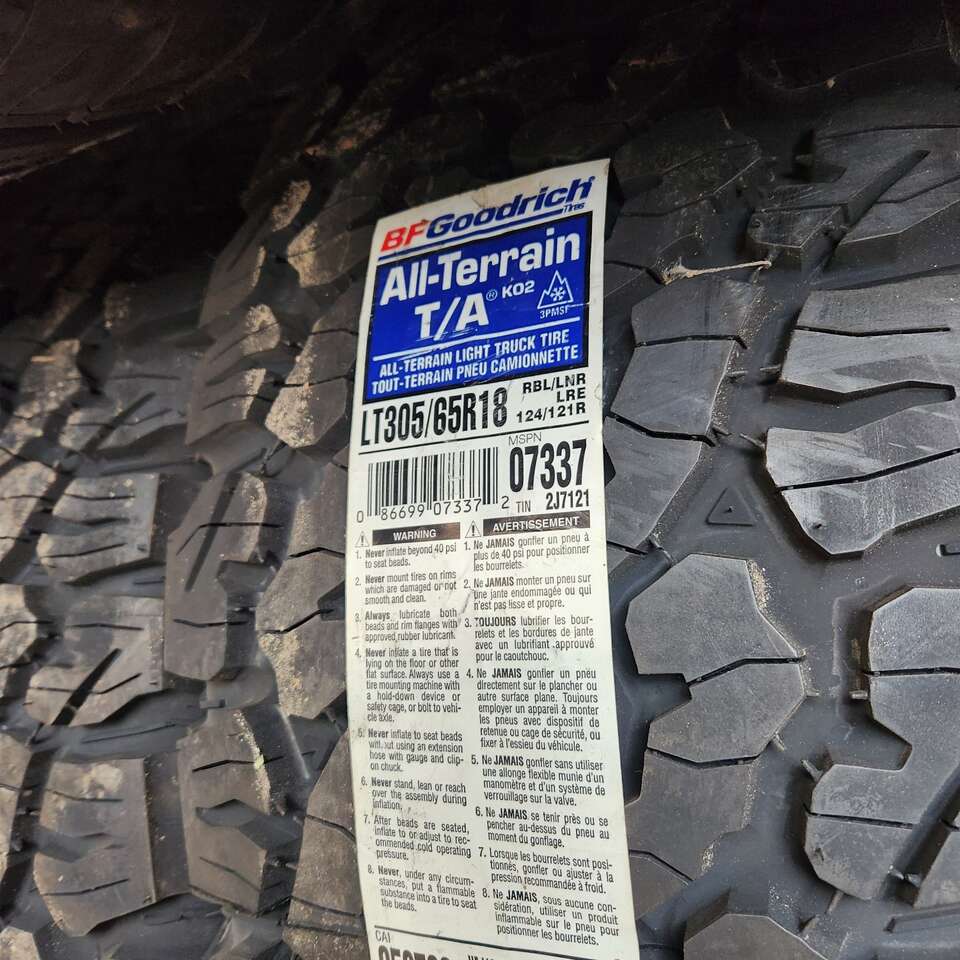 BFGoodrich
Tires
All-Terrain
T/A® KO2
3PMSF
ALL-TERRAIN LIGHT TRUCK TIRE
TOUT-TERRAIN PNEU CAMIONNETTE
LT305/65R18
RBL/LNR
LRE
124/121R
MSPN
07337
0 86699 07337 2
TIN 2J7121
WARNING
1. Never inflate beyond 40 psi
to seat beads.
2. Never mount tires on rims
which are damaged or not
smooth and clean.
3. Always lubricate both
beads and rim flanges with
approved rubber lubricant.
4. Never inflate a tire that is
lying on the floor or other
flat surface. Always use a
tire mounting machine with
a hold-down device or
safety cage, or bolt to vehi-
cle axle.
5. Never inflate to seat beads
without using an extension
hose with gauge and clip-
on chuck.
6. Never stand, lean or reach
over the assembly during
inflation.
7. After beads are seated,
inflate to or adjust to rec-
ommended cold operating
pressure.
8. Never, under any circum-
stances, put a flammable
substance into a tire to seat
the beads.
CAI
AVERTISSEMENT
1. Ne JAMAIS gonfler un pneu à
plus de 40 psi pour positionner
les bourrelets.
2. Ne JAMAIS monter un pneu sur
une jante endommagée ou qui
n'est pas lisse et propre.
3. TOUJOURS lubrifier les bour-
relets et les bordures de jante
avec un lubrifiant approuvé
pour le caoutchouc.
4. Ne JAMAIS gonfler un pneu
directement sur le plancher ou
autre surface plane. Toujours
employer un appareil à monter
les pneus avec dispositif de
retenue ou cage de sécurité, ou
fixer à l'essieu du véhicule.
5. Ne JAMAIS gonfler sans utiliser
une allonge flexible munie d'un
manomètre et d'un système de
verrouillage sur la valve.
6. Ne JAMAIS se tenir près ou se
pencher au-dessus du pneu au
moment du gonflage.
7. Lorsque les bourrelets sont posi-
tionnés, gonfler ou ajuster à la
pression recommandée à froid.
8. Ne JAMAIS, sous aucune con-
sidération, utiliser un produit
inflammable sur le pneu pour
positionner les bourrelets.